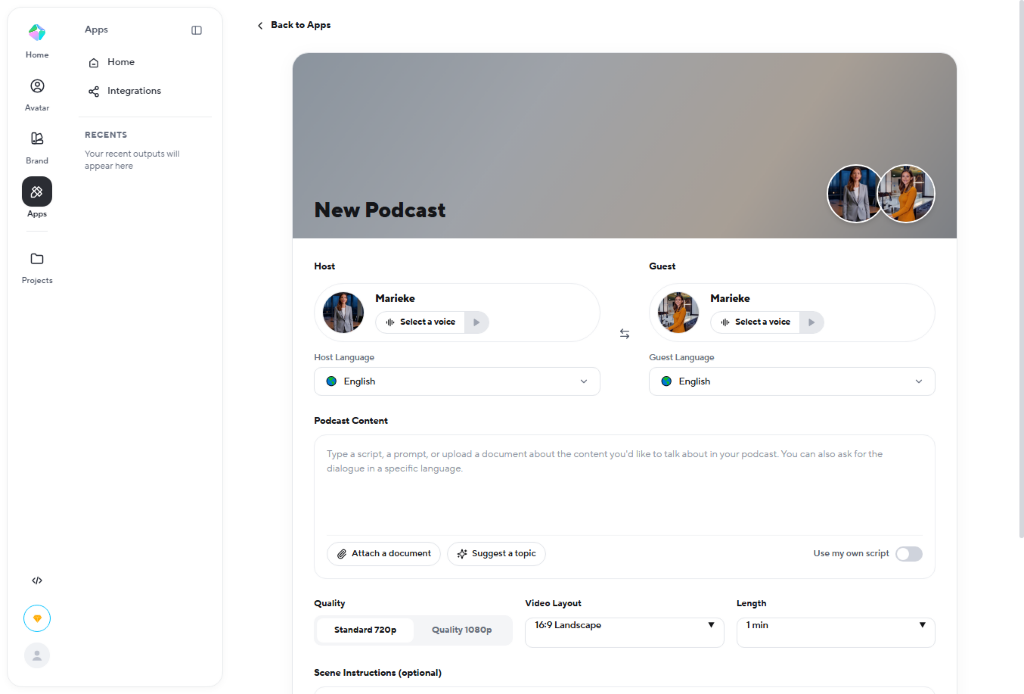 Home
Avatar
Brand
Apps
Projects
Apps
Home
Integrations
RECENTS
Your recent outputs will
appear here
Back to Apps
New Podcast
Host
Marieke
Select a voice
Host Language
English
Guest
Marieke
Select a voice
Guest Language
English
Podcast Content
Type a script, a prompt, or upload a document about the content you'd like to talk about in your podcast. You can also ask for the
dialogue in a specific language.
Attach a document
Suggest a topic
Use my own script
Quality
Standard 720p
Quality 1080p
Video Layout
16:9 Landscape
Length
1 min
Scene Instructions (optional)